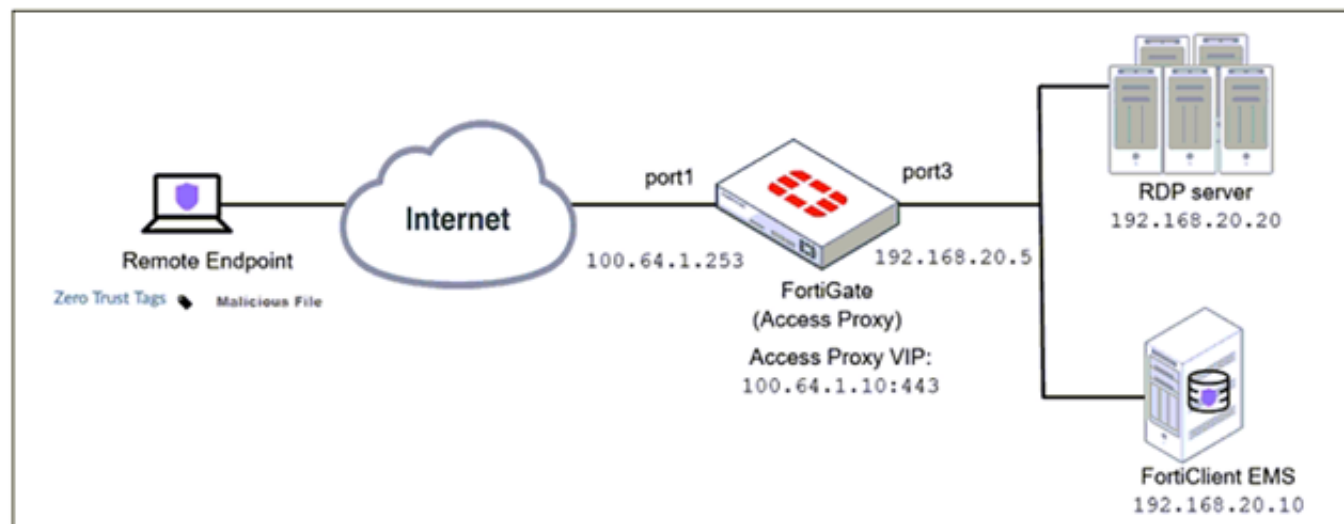 Remote Endpoint
Zero Trust Tags Malicious File
Internet
port1
100.64.1.253
port3
192.168.20.5
FortiGate
(Access Proxy)
Access Proxy VIP:
100.64.1.10:443
RDP server
192.168.20.20
FortiClient EMS
192.168.20.10